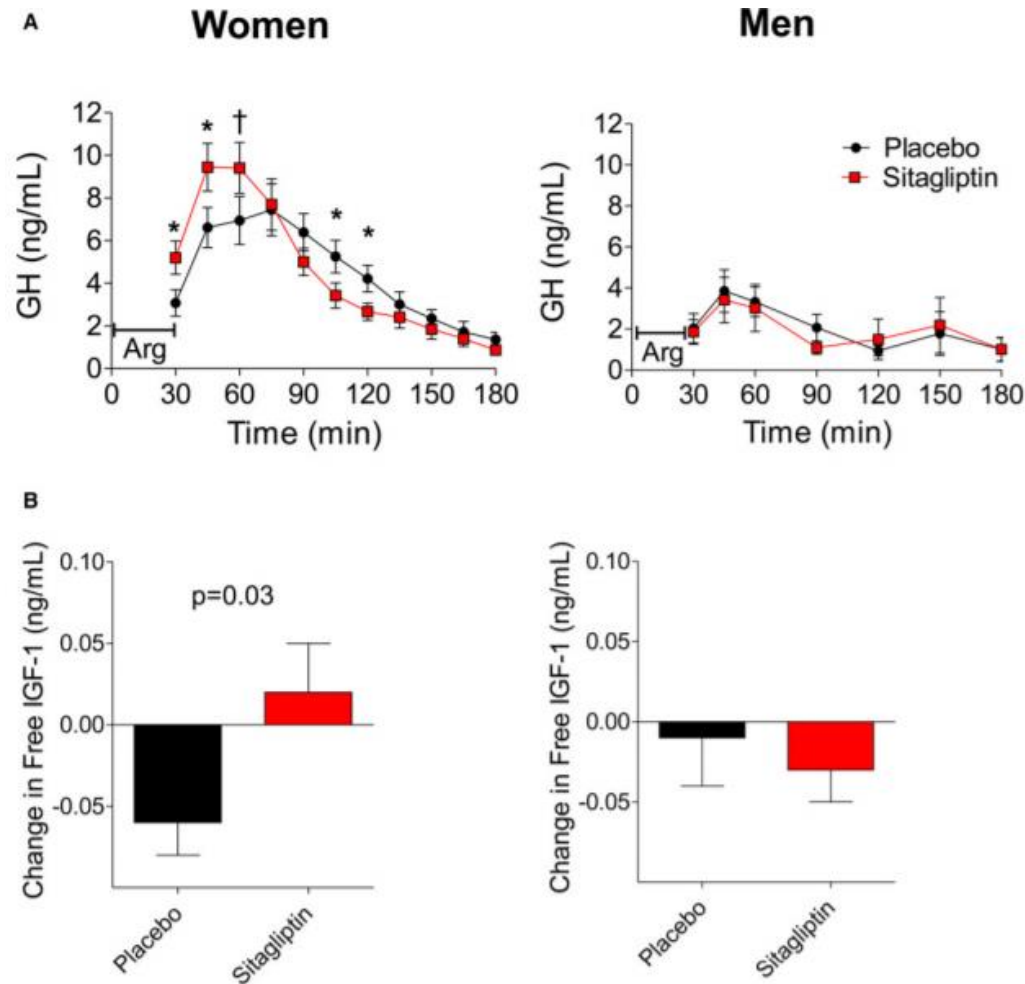 A
Women
Men
GH (ng/mL)
12
10
8
6
4
2
0
*
*
†
*
*
Arg
0 30 60 90 120 150 180
Time (min)
GH (ng/mL)
12
10
8
6
4
2
0
Placebo
Sitagliptin
Arg
0 30 60 90 120 150 180
Time (min)
B
Change in Free IGF-1 (ng/mL)
0.10
0.05
0.00
-0.05
p=0.03
Placebo
Sitagliptin
Change in Free IGF-1 (ng/mL)
0.10
0.05
0.00
-0.05
Placebo
Sitagliptin